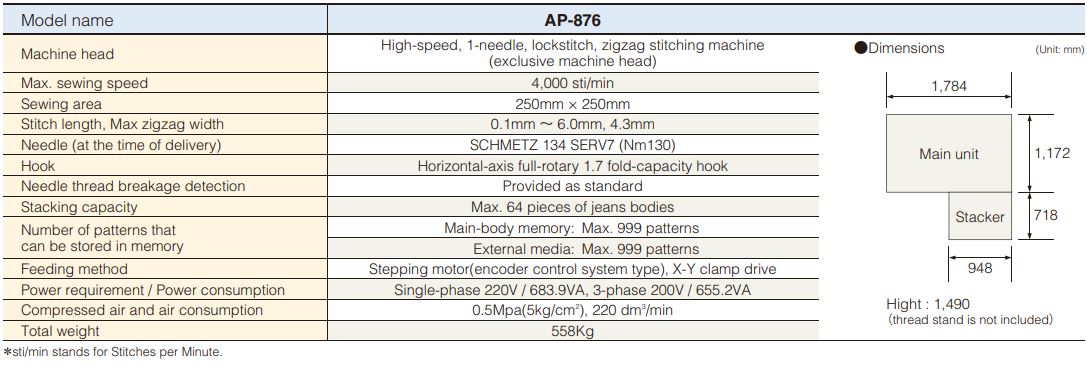 Model name AP-876
Machine head High-speed, 1-needle, lockstitch, zigzag stitching machine
(exclusive machine head)
Max. sewing speed 4,000 sti/min
Sewing area 250mm × 250mm
Stitch length, Max zigzag width 0.1mm ～ 6.0mm, 4.3mm
Needle (at the time of delivery) SCHMETZ 134 SERV7 (Nm130)
Hook Horizontal-axis full-rotary 1.7 fold-capacity hook
Needle thread breakage detection Provided as standard
Stacking capacity Max. 64 pieces of jeans bodies
Number of patterns that
can be stored in memory
Main-body memory: Max. 999 patterns
External media: Max. 999 patterns
Feeding method Stepping motor(encoder control system type), X-Y clamp drive
Power requirement / Power consumption Single-phase 220V / 683.9VA, 3-phase 200V / 655.2VA
Compressed air and air consumption 0.5Mpa(5kg/cm²), 220 dm³/min
Total weight 558Kg
＊sti/min stands for Stitches per Minute.
●Dimensions (Unit: mm)
1,784
Main unit
1,172
Stacker
718
948
Hight : 1,490
(thread stand is not included)